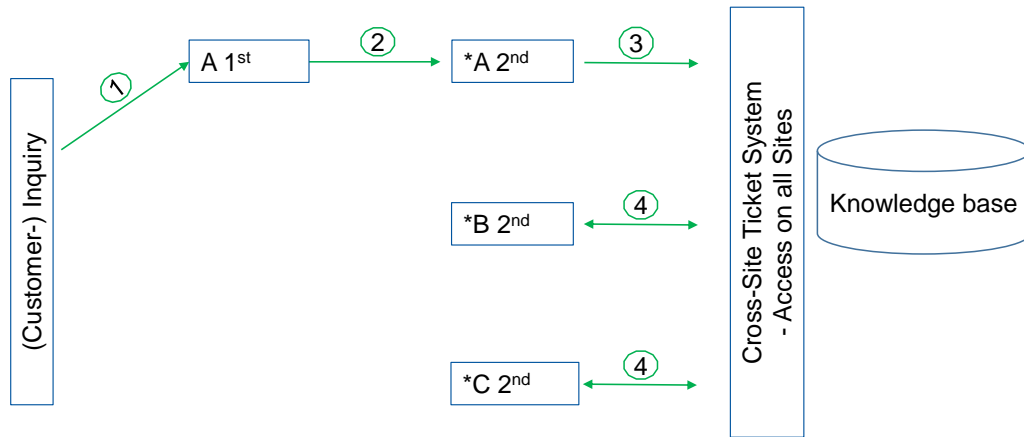 (Customer-) Inquiry
1
A 1st
2
*A 2nd
3
*B 2nd
4
*C 2nd
4
Cross-Site Ticket System
- Access on all Sites
Knowledge base